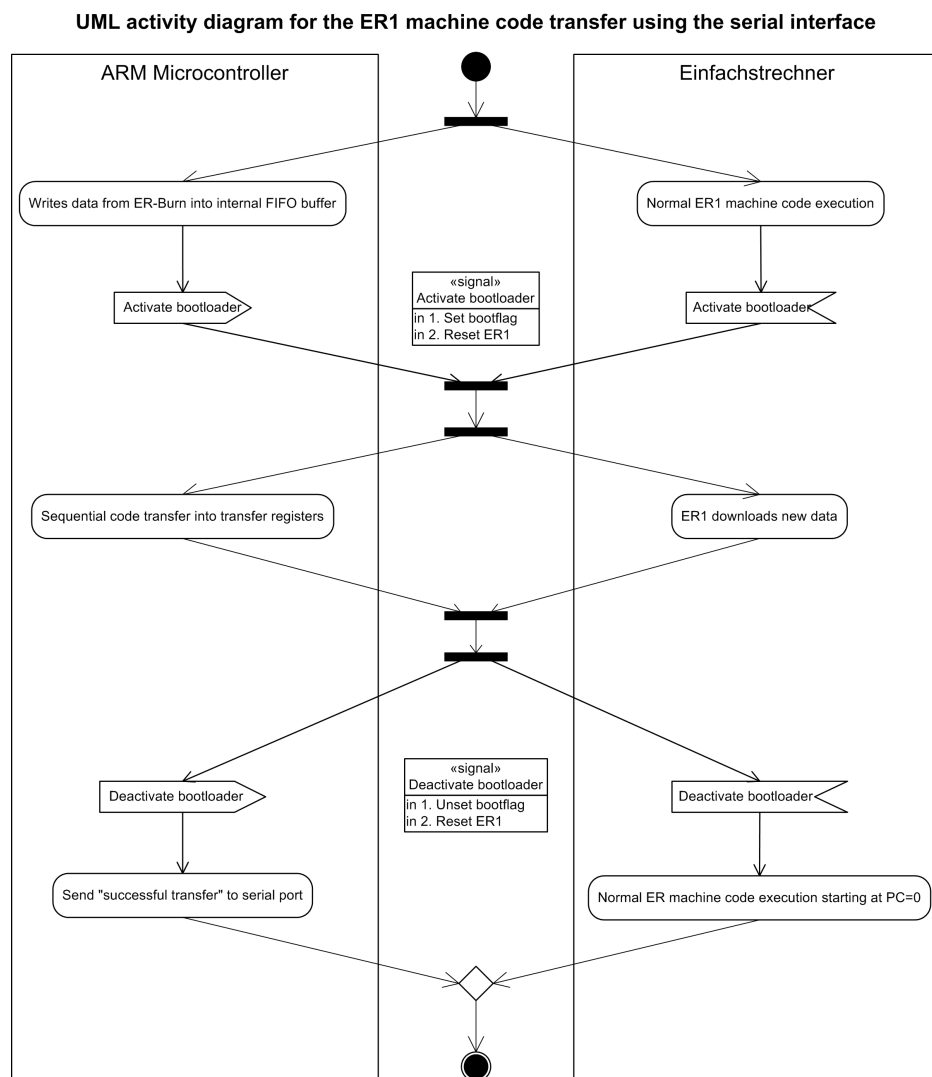 UML activity diagram for the ER1 machine code transfer using the serial interface
ARM Microcontroller
Einfachstrechner
Writes data from ER-Burn into internal FIFO buffer
Normal ER1 machine code execution
«signal»
Activate bootloader
in 1. Set bootflag
in 2. Reset ER1
Activate bootloader
Activate bootloader
Sequential code transfer into transfer registers
ER1 downloads new data
«signal»
Deactivate bootloader
in 1. Unset bootflag
in 2. Reset ER1
Deactivate bootloader
Deactivate bootloader
Send "successful transfer" to serial port
Normal ER machine code execution starting at PC=0